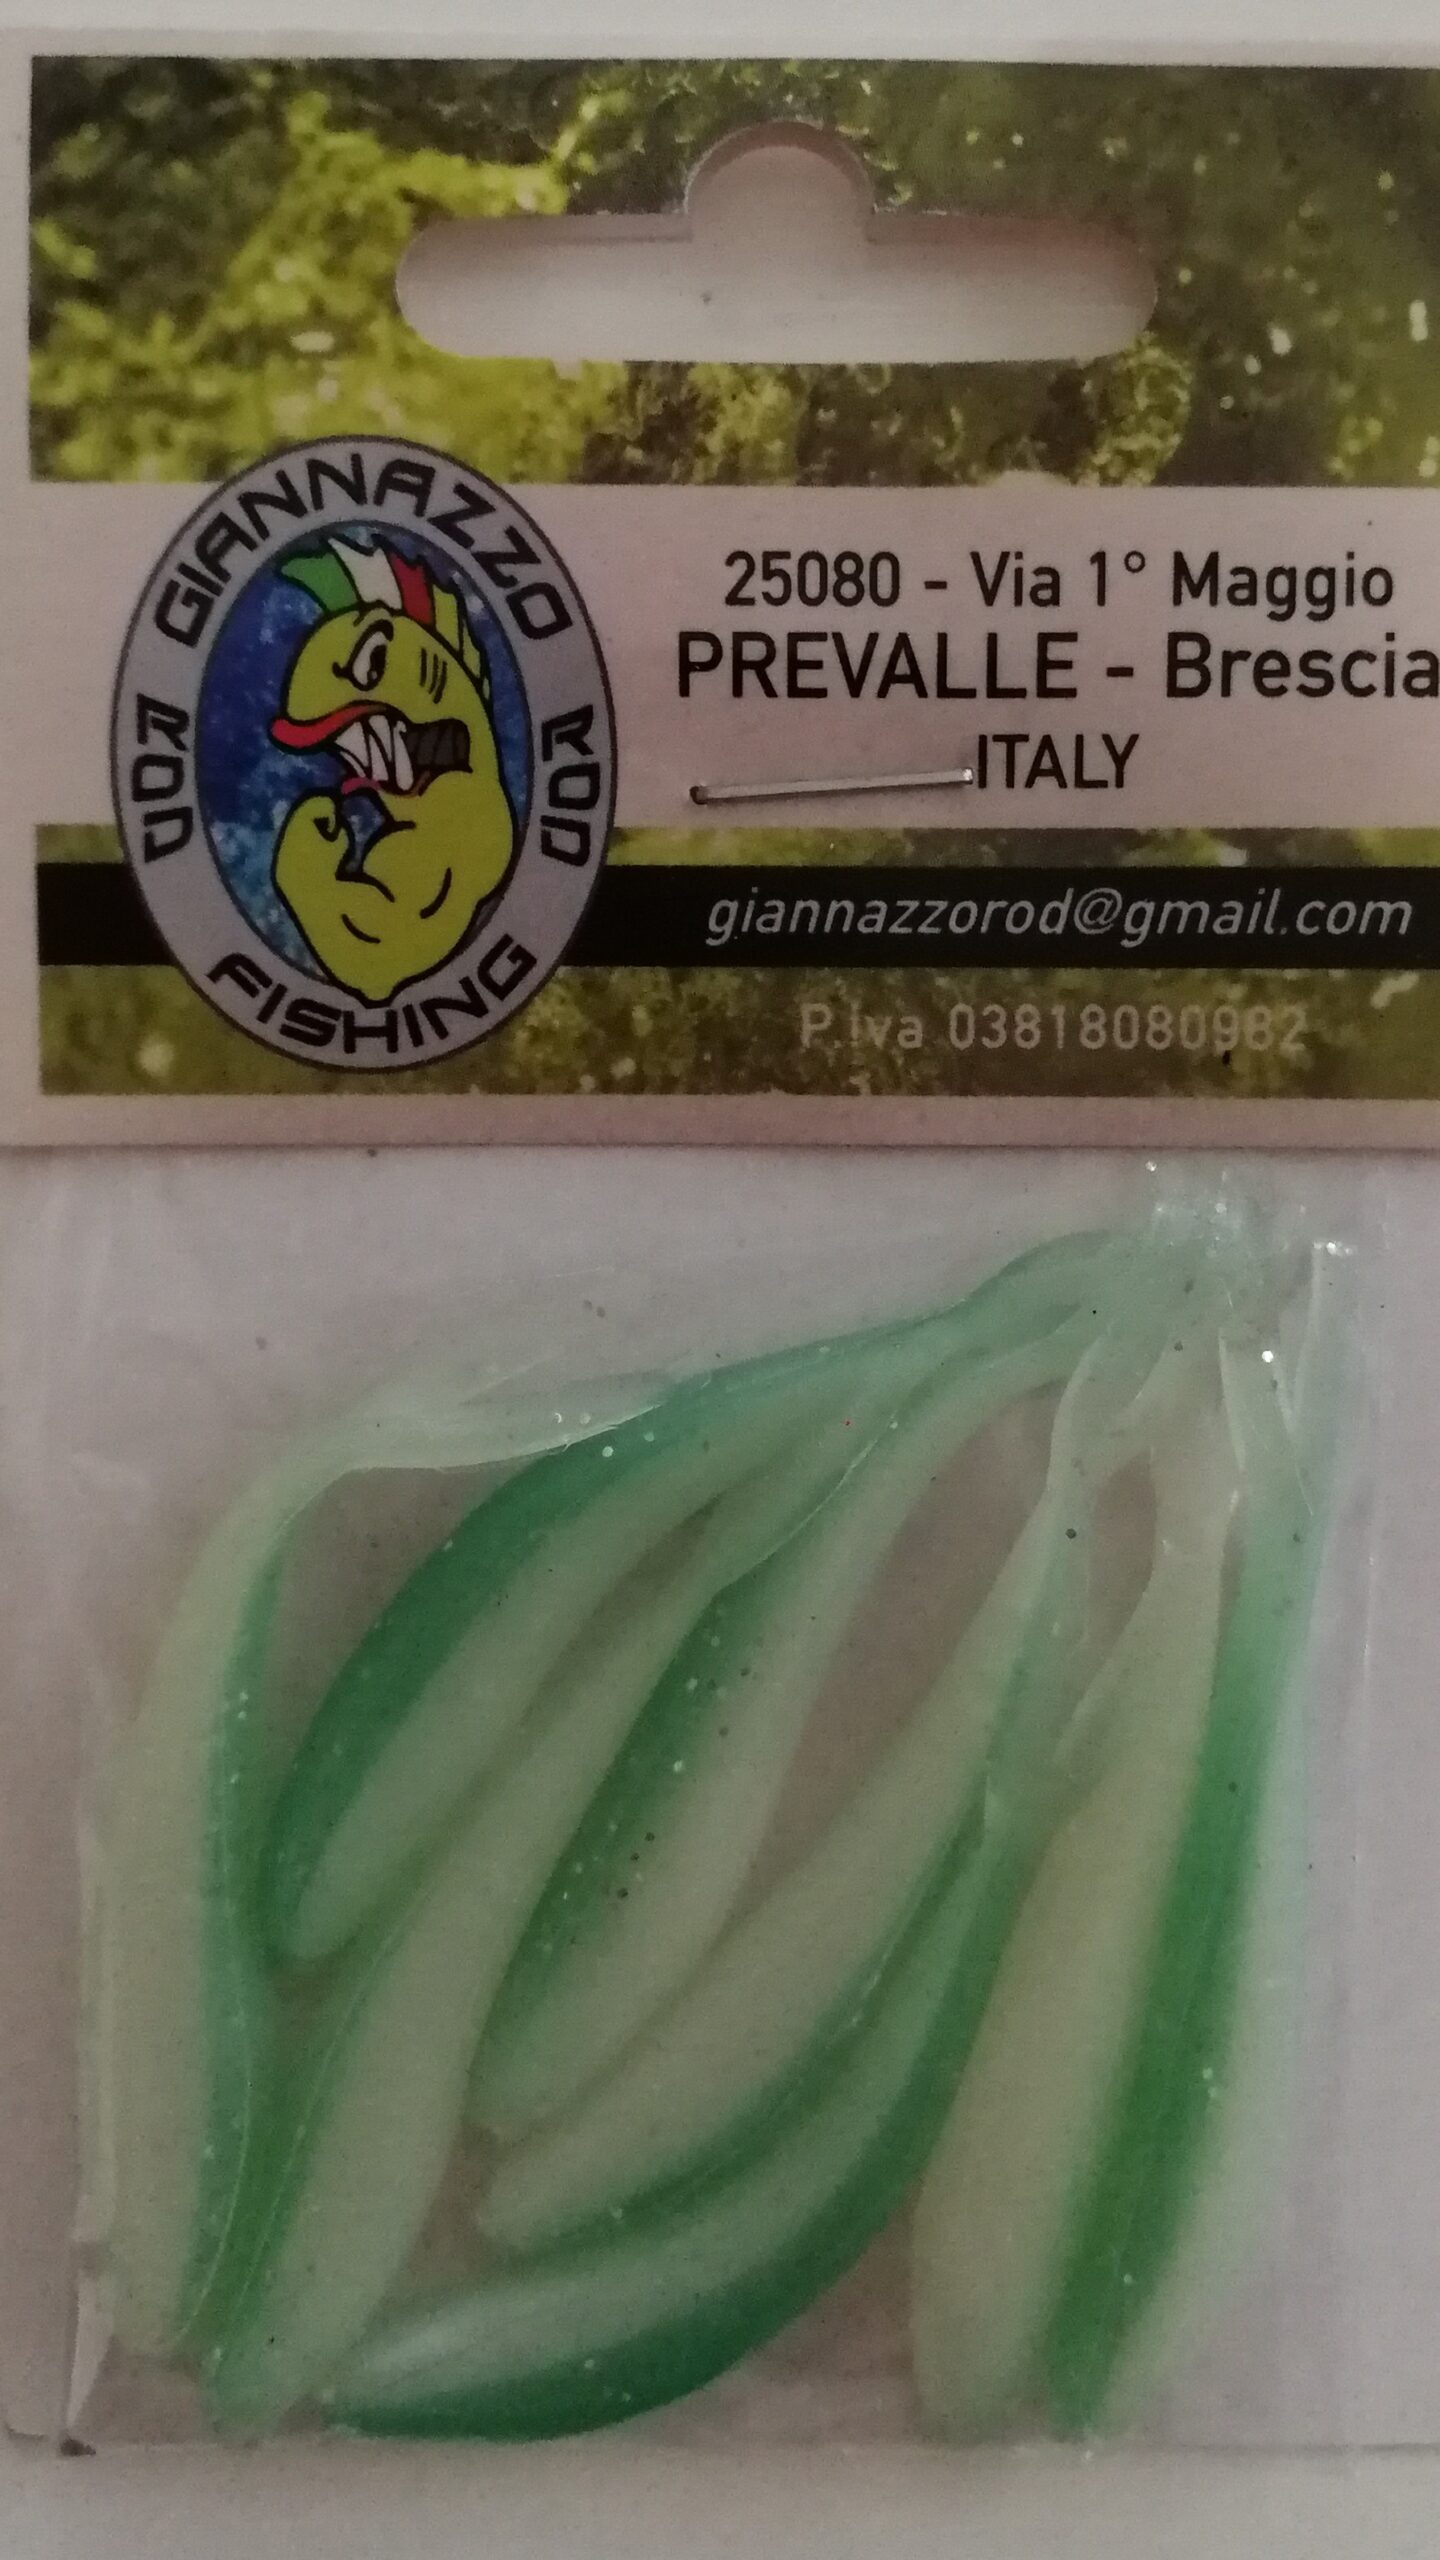 GIANNAZZO
ROD ROD
FISHING
25080 - Via 1° Maggio
PREVALLE - Brescia
ITALY
giannazzorod@gmail.com
P.iva 03818080982